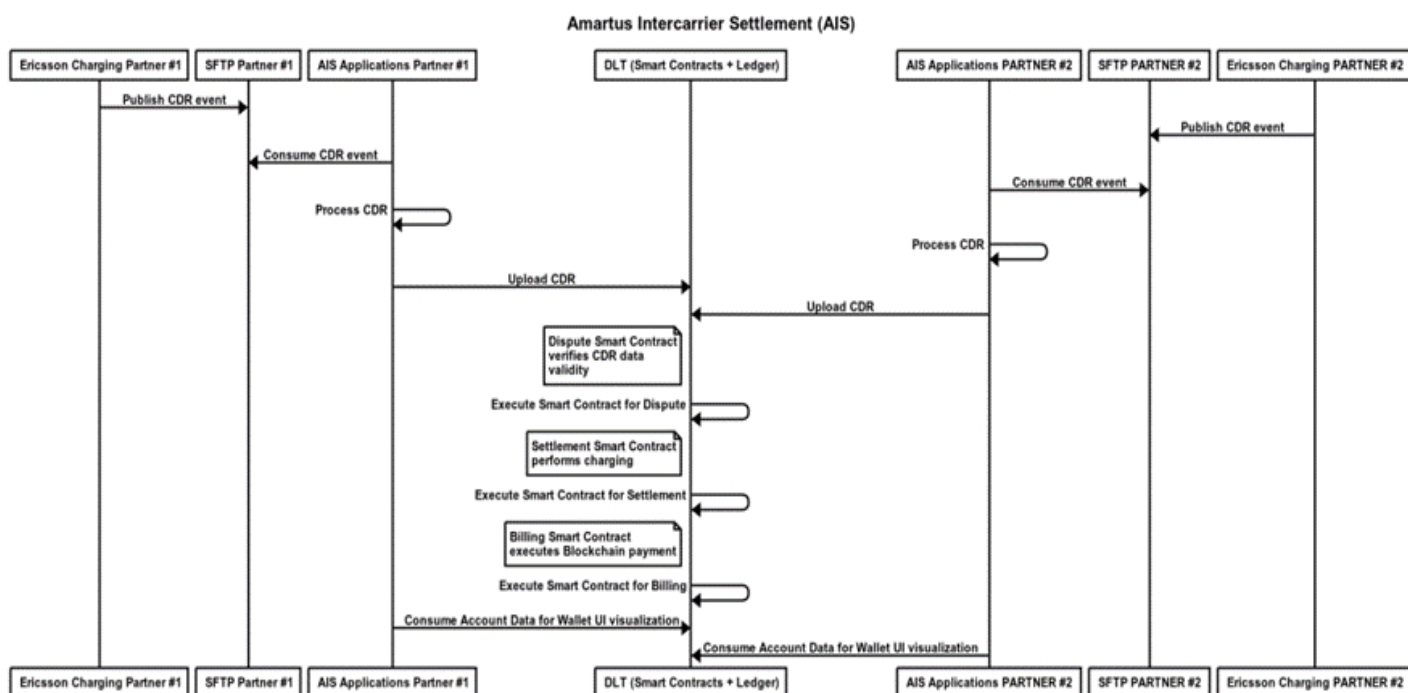 Amartus Intercarrier Settlement (AIS)
Ericsson Charging Partner #1
SFTP Partner #1
AIS Applications Partner #1
DLT (Smart Contracts + Ledger)
AIS Applications PARTNER #2
SFTP PARTNER #2
Ericsson Charging PARTNER #2
Publish CDR event
Publish CDR event
Consume CDR event
Consume CDR event
Process CDR
Process CDR
Upload CDR
Upload CDR
Dispute Smart Contract
verifies CDR data
validity
Execute Smart Contract for Dispute
Settlement Smart Contract
performs charging
Execute Smart Contract for Settlement
Billing Smart Contract
executes Blockchain payment
Execute Smart Contract for Billing
Consume Account Data for Wallet UI visualization
Consume Account Data for Wallet UI visualization
Ericsson Charging Partner #1
SFTP Partner #1
AIS Applications Partner #1
DLT (Smart Contracts + Ledger)
AIS Applications PARTNER #2
SFTP PARTNER #2
Ericsson Charging PARTNER #2